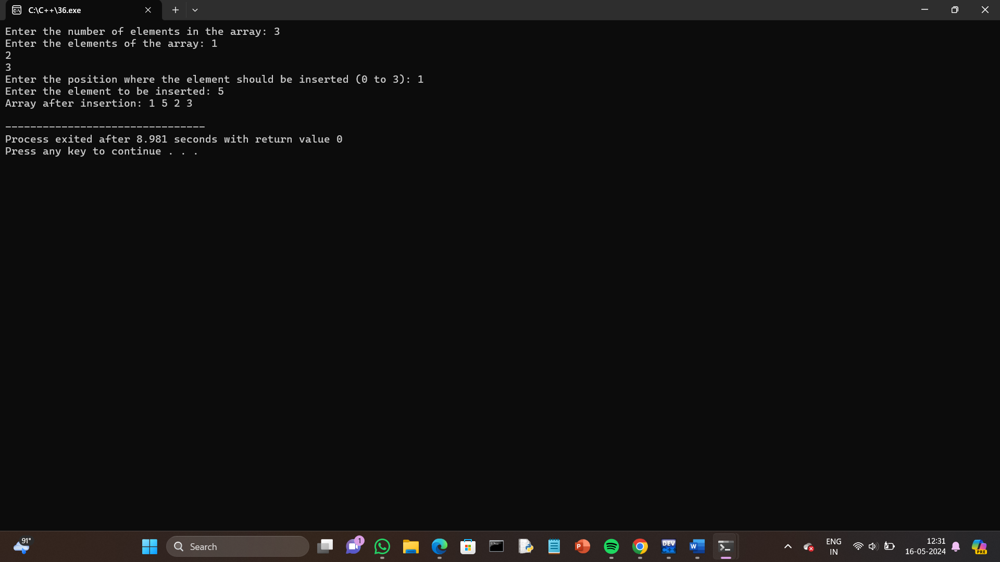 C:\C++\36.exe
Enter the number of elements in the array: 3
Enter the elements of the array: 1
2
3
Enter the position where the element should be inserted (0 to 3): 1
Enter the element to be inserted: 5
Array after insertion: 1 5 2 3
--------------------------------
Process exited after 8.981 seconds with return value 0
Press any key to continue . . .
91°
Search
1
P
DEV
W
ENG
IN
12:31
16-05-2024
PRE